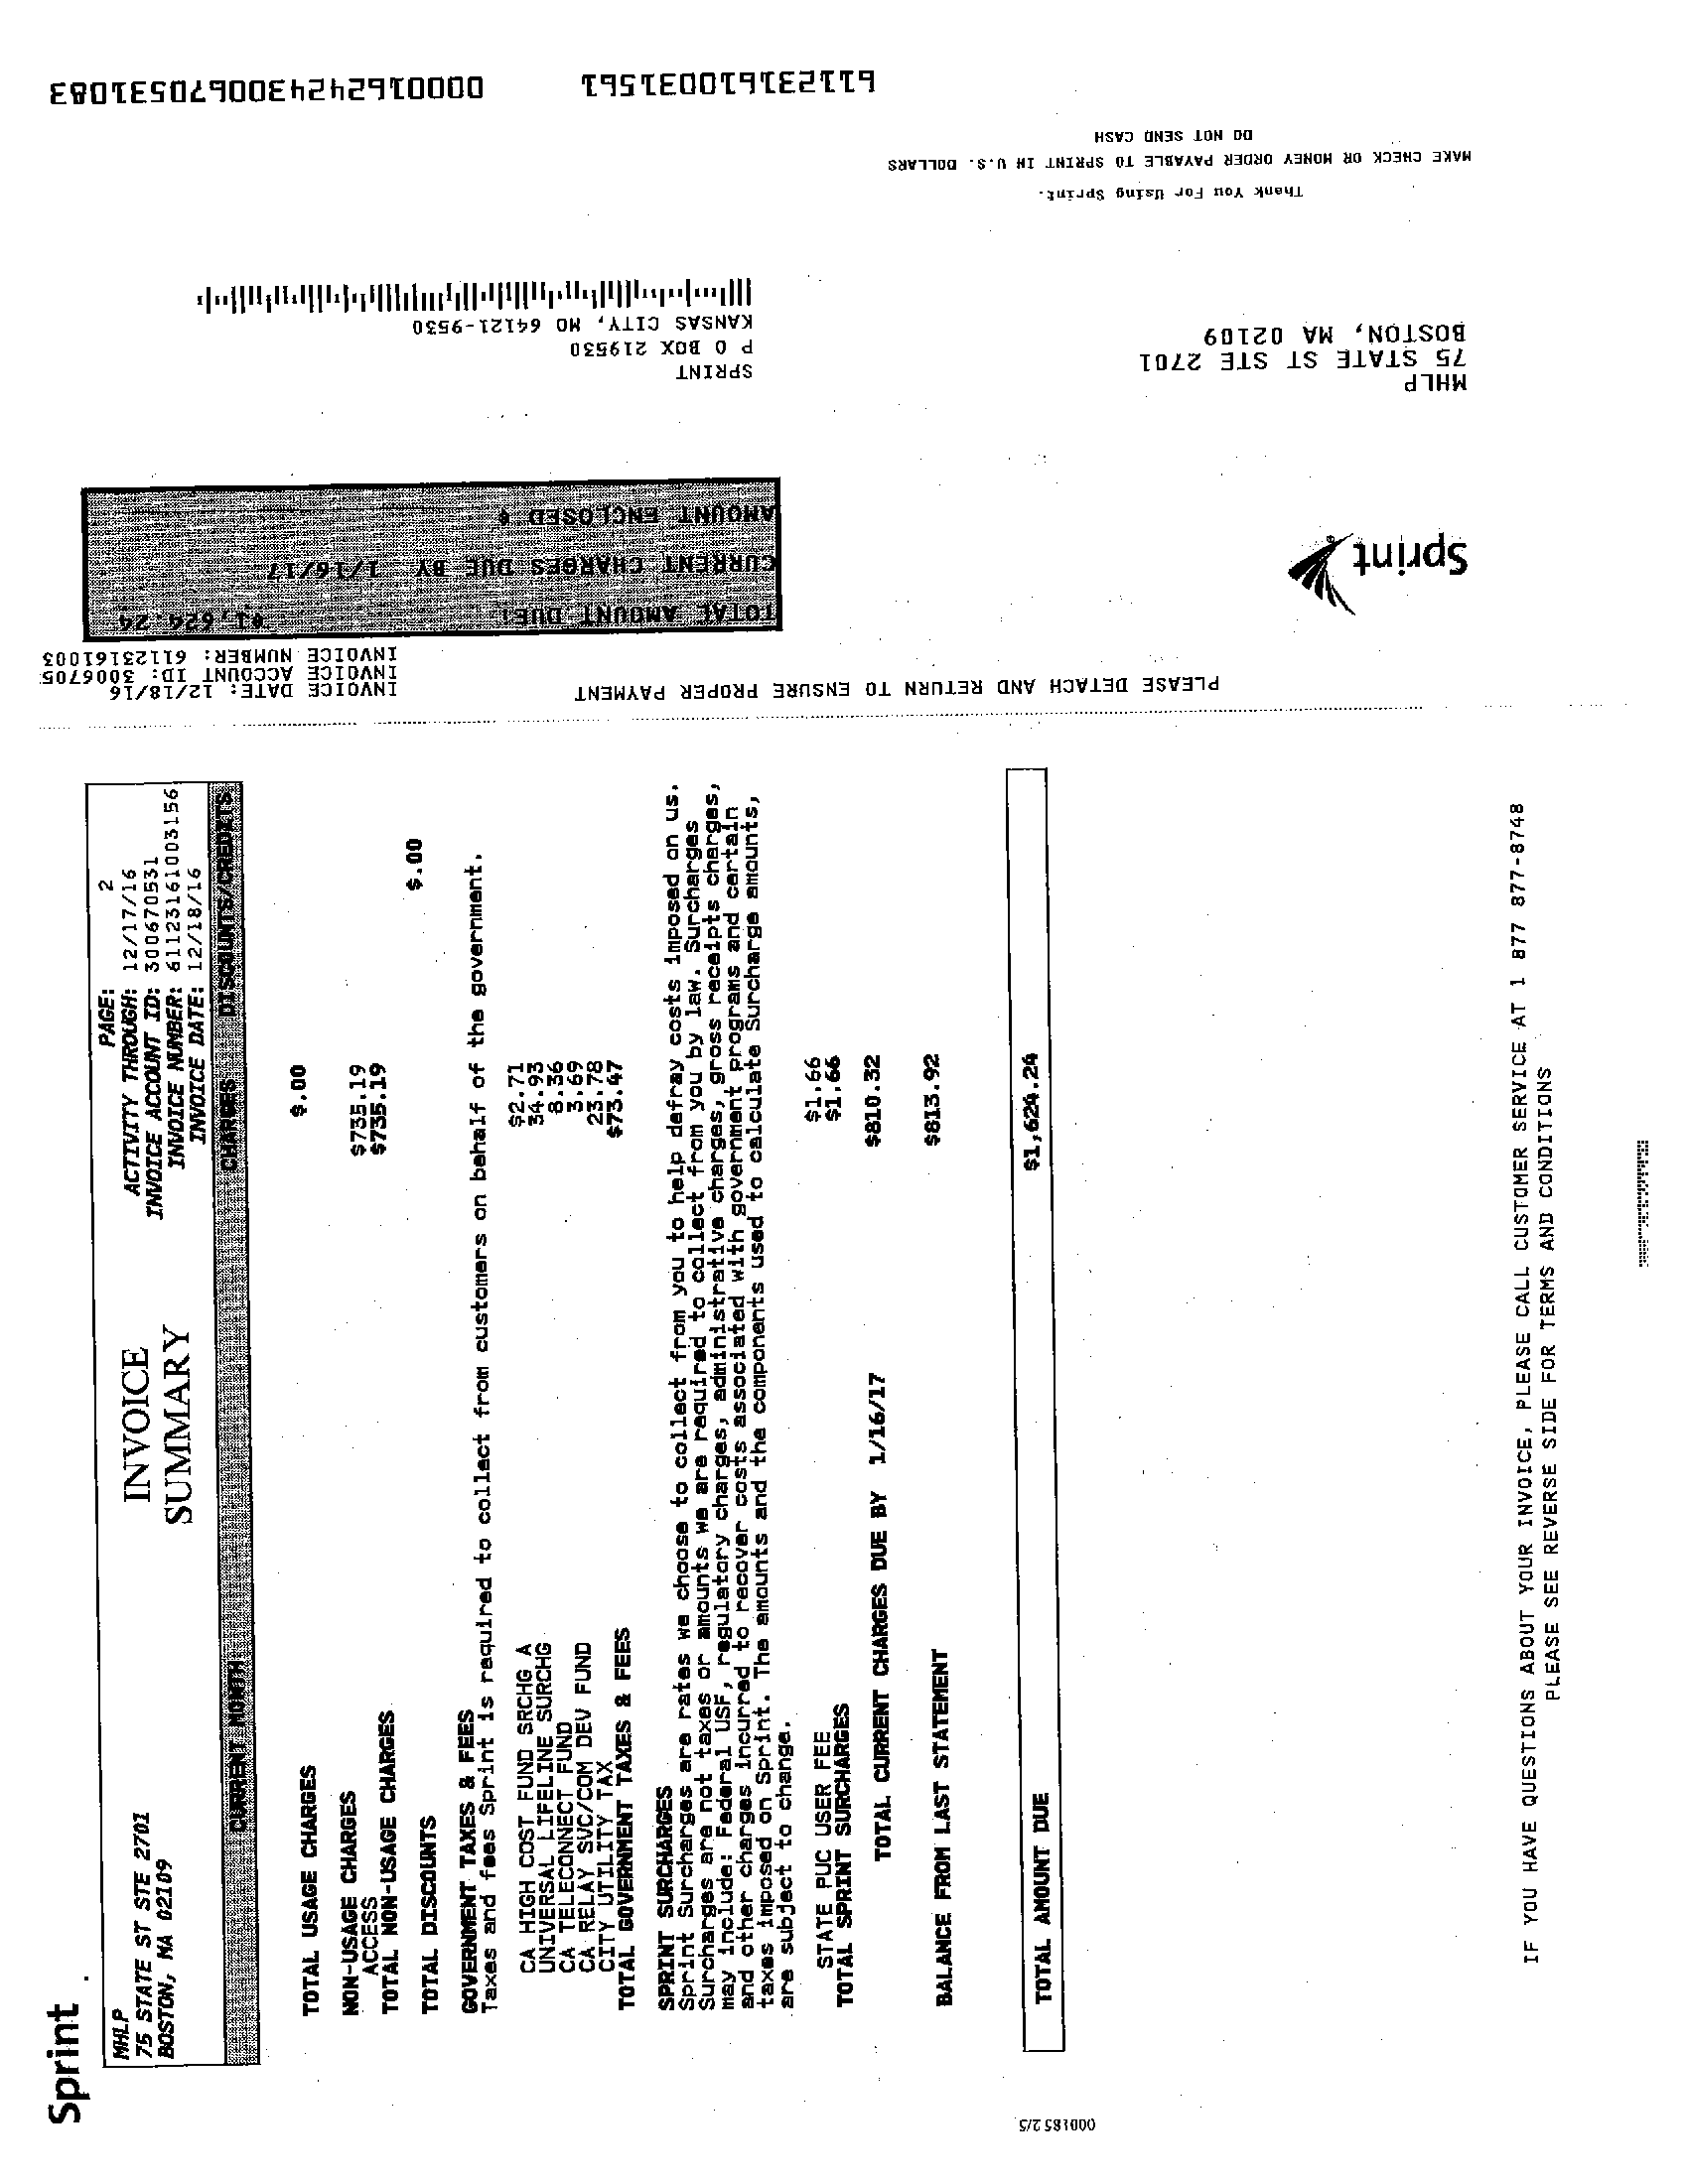 Sprint
MHLP
75 STATE ST STE 2701
BOSTON, MA 02109
INVOICE
SUMMARY
PAGE: 2
ACTIVITY THROUGH: 12/17/16
INVOICE ACCOUNT ID: 300670531
INVOICE NUMBER: 61123161003156
INVOICE DATE: 12/18/16
CURRENT MONTH CHARGES DISCOUNTS/CREDITS
TOTAL USAGE CHARGES $.00
NON-USAGE CHARGES
ACCESS $735.19
TOTAL NON-USAGE CHARGES $735.19
TOTAL DISCOUNTS $.00
GOVERNMENT TAXES & FEES
Taxes and fees Sprint is required to collect from customers on behalf of the government.
CA HIGH COST FUND SRCHG A $2.71
UNIVERSAL LIFELINE SURCHG 34.93
CA TELECONNECT FUND 8.36
CA RELAY SVC/COM DEV FUND 3.69
CITY UTILITY TAX 23.78
TOTAL GOVERNMENT TAXES & FEES $73.47
SPRINT SURCHARGES
Sprint Surcharges are rates we choose to collect from you to help defray costs imposed on us.
Surcharges are not taxes or amounts we are required to collect from you by law. Surcharges
may include: Federal USF, regulatory charges, administrative charges, gross receipts charges,
and other charges incurred to recover costs associated with government programs and certain
taxes imposed on Sprint. The amounts and the components used to calculate Surcharge amounts,
are subject to change.
STATE PUC USER FEE $1.66
TOTAL SPRINT SURCHARGES $1.66
TOTAL CURRENT CHARGES DUE BY 1/16/17 $810.32
BALANCE FROM LAST STATEMENT $813.92
TOTAL AMOUNT DUE $1,624.24
IF YOU HAVE QUESTIONS ABOUT YOUR INVOICE, PLEASE CALL CUSTOMER SERVICE AT 1 877 877-8748
PLEASE SEE REVERSE SIDE FOR TERMS AND CONDITIONS
000185 2/5
PLEASE DETACH AND RETURN TO ENSURE PROPER PAYMENT
INVOICE DATE: 12/18/16
INVOICE ACCOUNT ID: 3006705
INVOICE NUMBER: 61123161003
Sprint
TOTAL AMOUNT DUE: $1,624.24
CURRENT CHARGES DUE BY 1/16/17
AMOUNT ENCLOSED $
MHLP
75 STATE ST STE 2701
BOSTON, MA 02109
SPRINT
P O BOX 219530
KANSAS CITY, MO 64121-9530
Thank You For Using Sprint.
MAKE CHECK OR MONEY ORDER PAYABLE TO SPRINT IN U.S. DOLLARS
DO NOT SEND CASH
611231610031561 0000162424300670531083